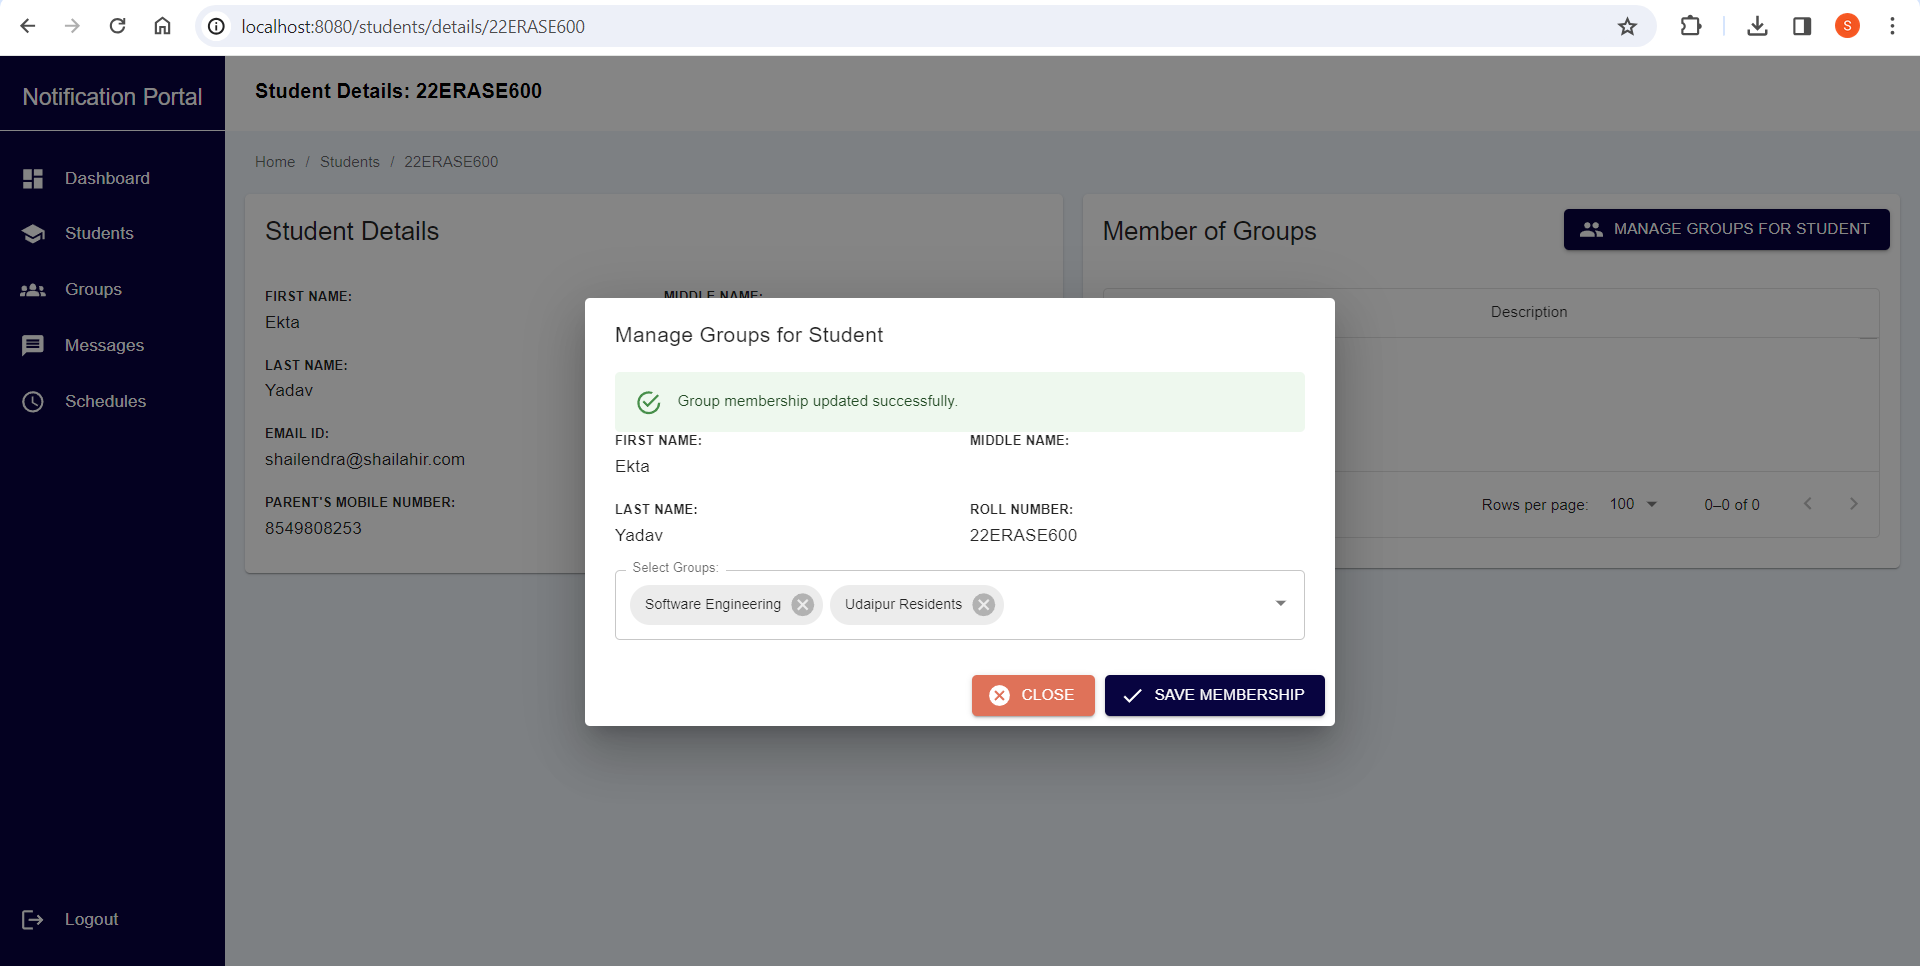 localhost:8080/students/details/22ERASE600
S
Notification Portal
Dashboard
Students
Groups
Messages
Schedules
Logout
Student Details: 22ERASE600
Home / Students / 22ERASE600
Student Details
FIRST NAME:
MIDDLE NAME:
Ekta
LAST NAME:
Yadav
EMAIL ID:
shailendra@shailahir.com
PARENT'S MOBILE NUMBER:
8549808253
Member of Groups
MANAGE GROUPS FOR STUDENT
Description
Rows per page: 100 0–0 of 0
Manage Groups for Student
Group membership updated successfully.
FIRST NAME:
Ekta
MIDDLE NAME:
LAST NAME:
Yadav
ROLL NUMBER:
22ERASE600
Select Groups:
Software Engineering
Udaipur Residents
CLOSE
SAVE MEMBERSHIP